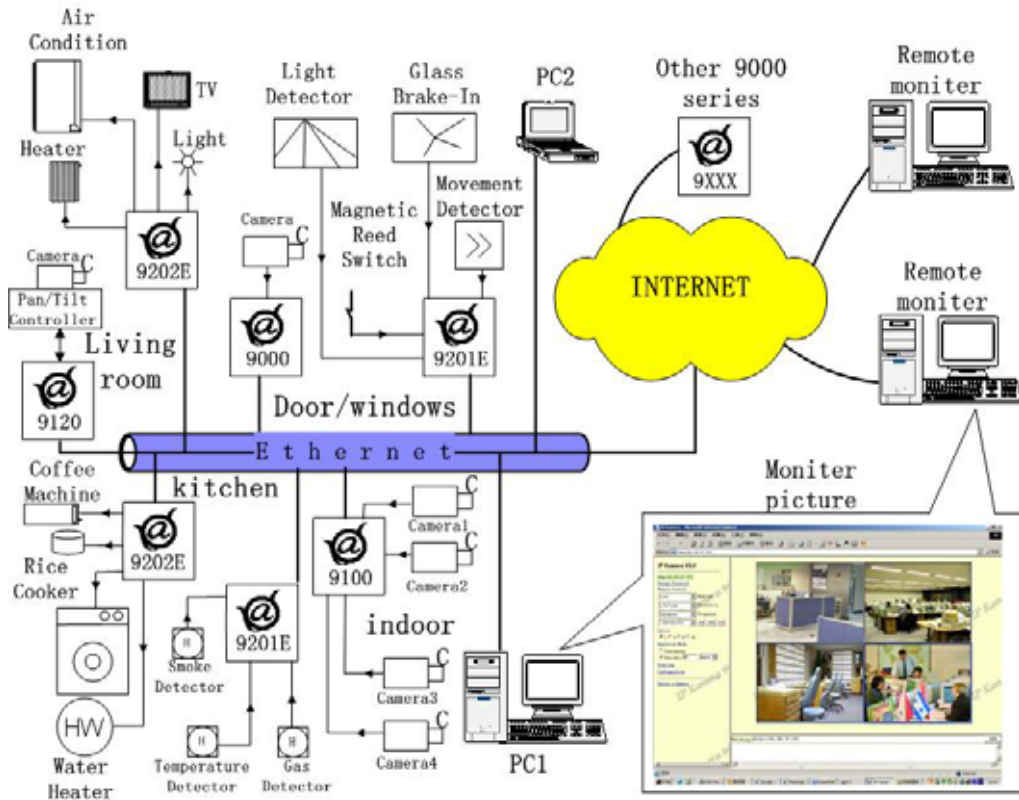 Air
Condition
TV
Light
Heater
9202E
Camera
C
Pan/Tilt
Controller
Living
room
9120
Light
Detector
Glass
Brake-In
Camera
C
Magnetic
Reed
Switch
Movement
Detector
9000
9201E
Door/windows
PC2
Other 9000
series
9XXX
Remote
moniter
INTERNET
Remote
moniter
Ethernet
Coffee
Machine
kitchen
9202E
Rice
Cooker
HW
Water
Heater
9201E
H
Smoke
Detector
H
Temperature
Detector
H
Gas
Detector
9100
indoor
C
Camera1
C
Camera2
C
Camera3
C
Camera4
PC1
Moniter
picture